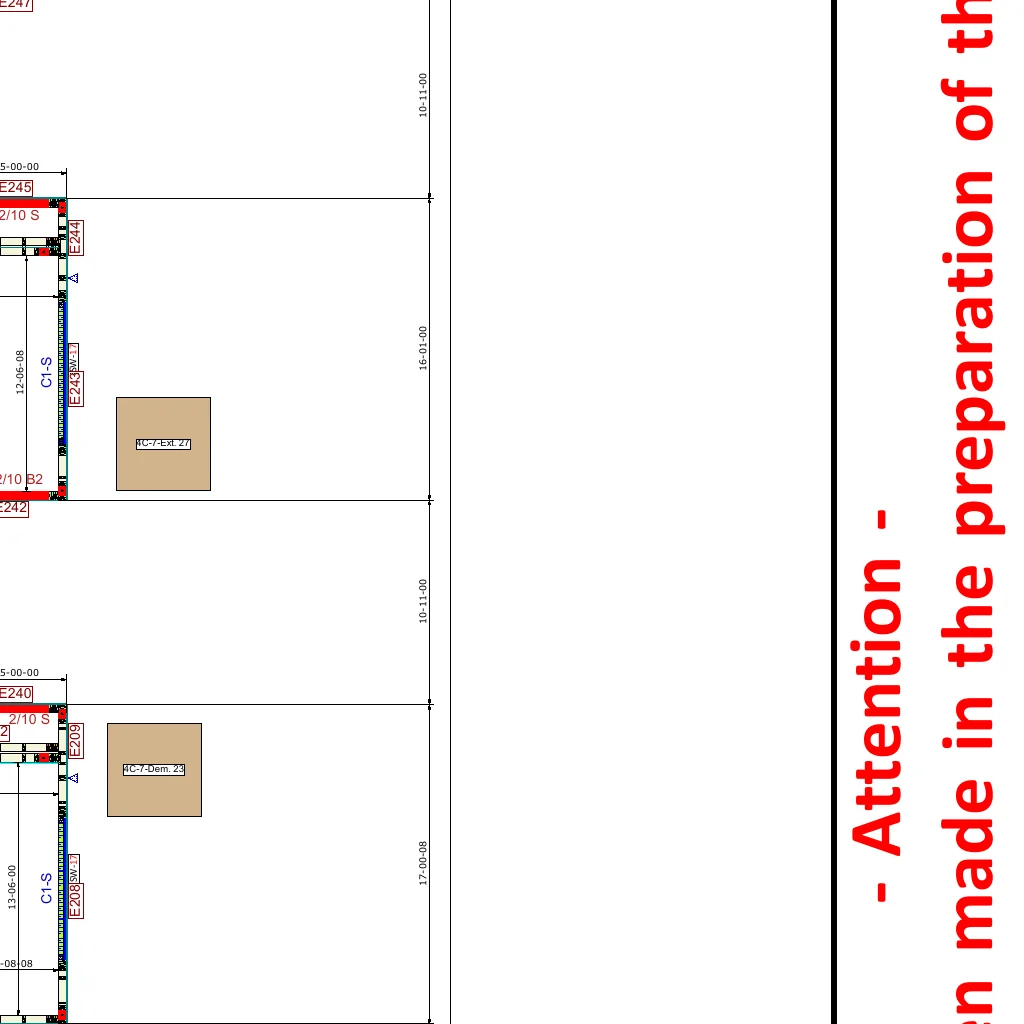 E247
10-11-00
5-00-00
E245
2/10 S
E244
16-01-00
12-06-08
C1-S
SW-17
E243
4C-7-Ext. 27
2/10 B2
E242
10-11-00
5-00-00
E240
2/10 S
2
E209
4C-7-Dem. 23
17-00-08
13-06-00
C1-S
SW-17
E208
-08-08
- Attention -
en made in the preparation of th